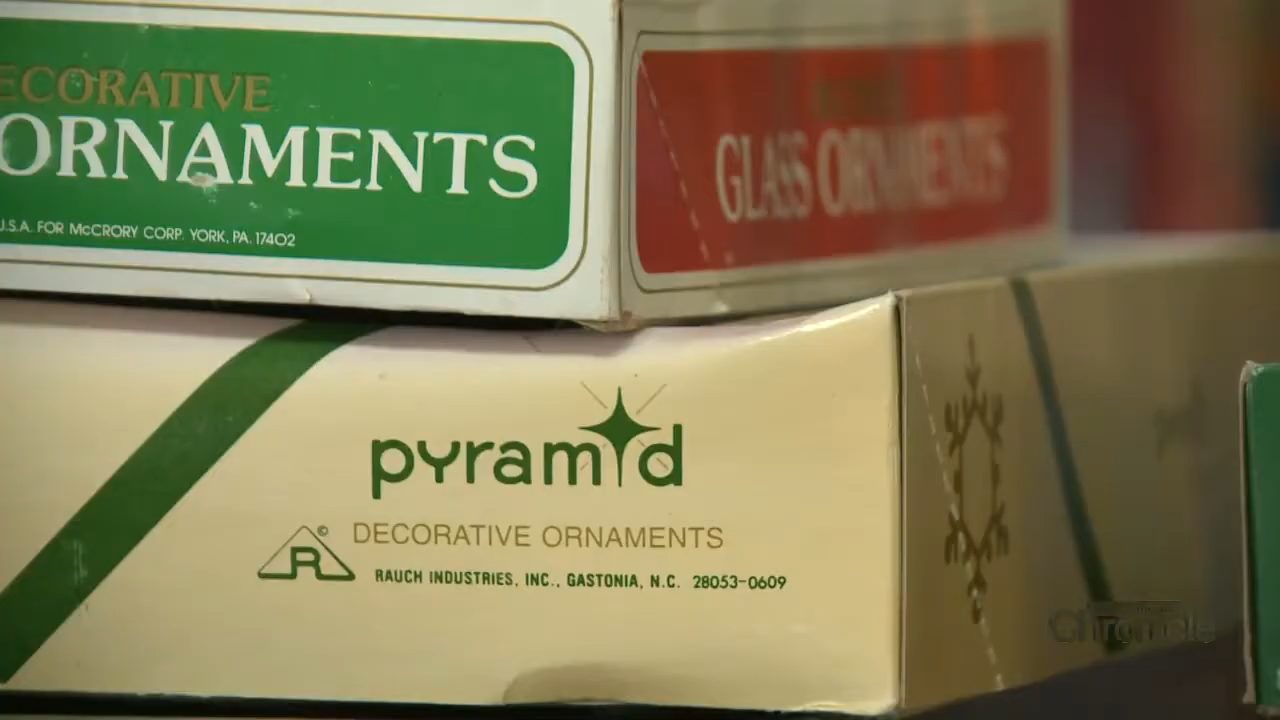 ECORATIVE
ORNAMENTS
U.S.A. FOR McCRORY CORP. YORK, PA. 17402
GLASS ORNAMENTS
pyramid
DECORATIVE ORNAMENTS
R ©
RAUCH INDUSTRIES, INC., GASTONIA, N.C. 28053-0609
Chronicle